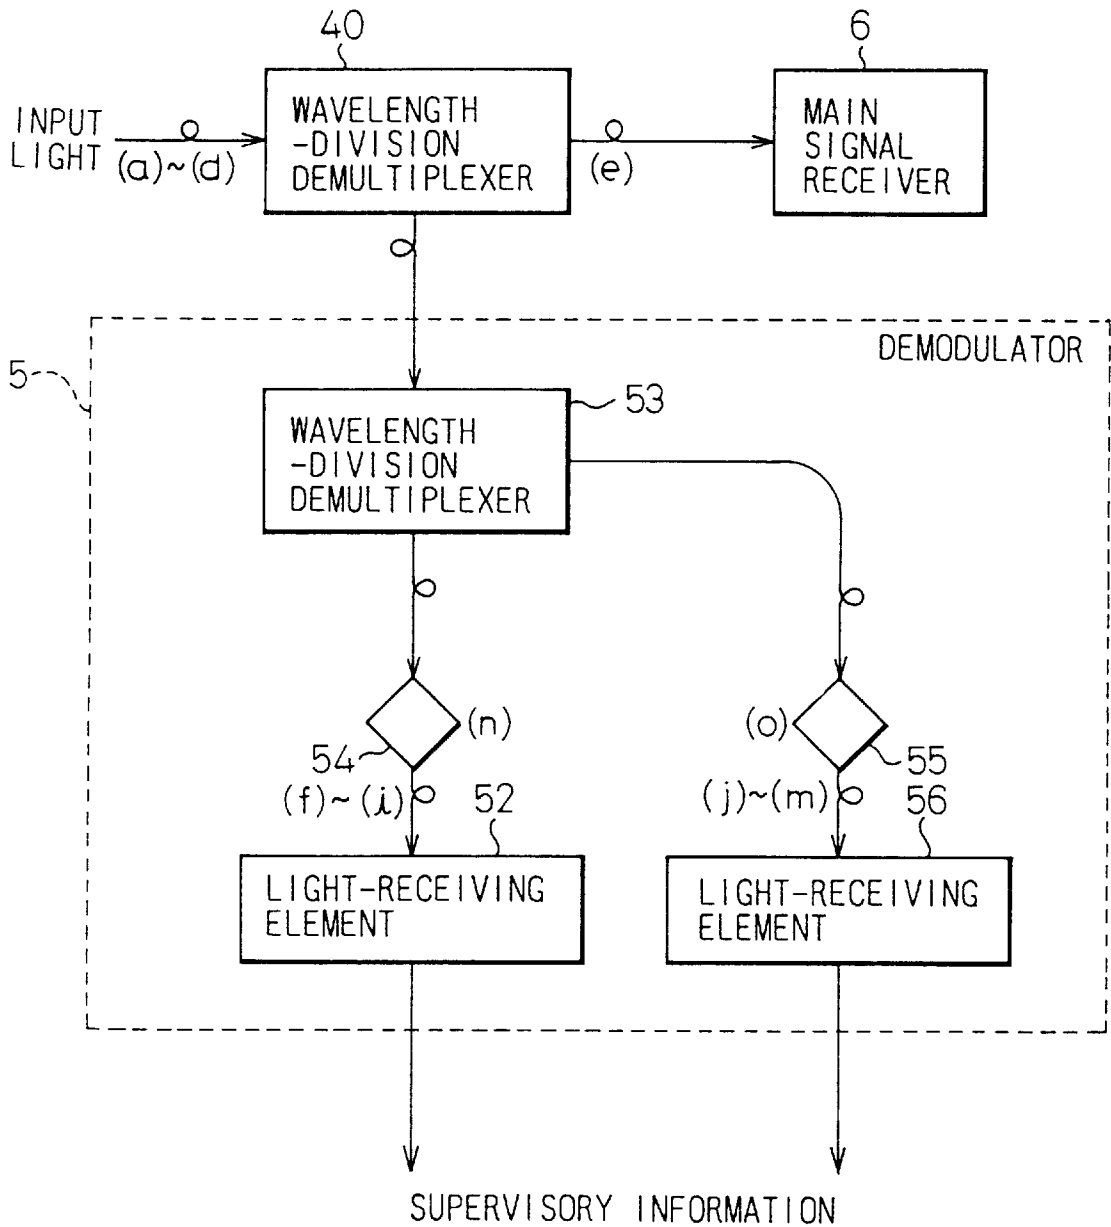 40
6
INPUT
LIGHT
(a)~(d)
WAVELENGTH
-DIVISION
DEMULTIPLEXER
(e)
MAIN
SIGNAL
RECEIVER
DEMODULATOR
5
53
WAVELENGTH
-DIVISION
DEMULTIPLEXER
(n)
(o)
54
55
(f)~(i)
52
(j)~(m)
56
LIGHT-RECEIVING
ELEMENT
LIGHT-RECEIVING
ELEMENT
SUPERVISORY INFORMATION